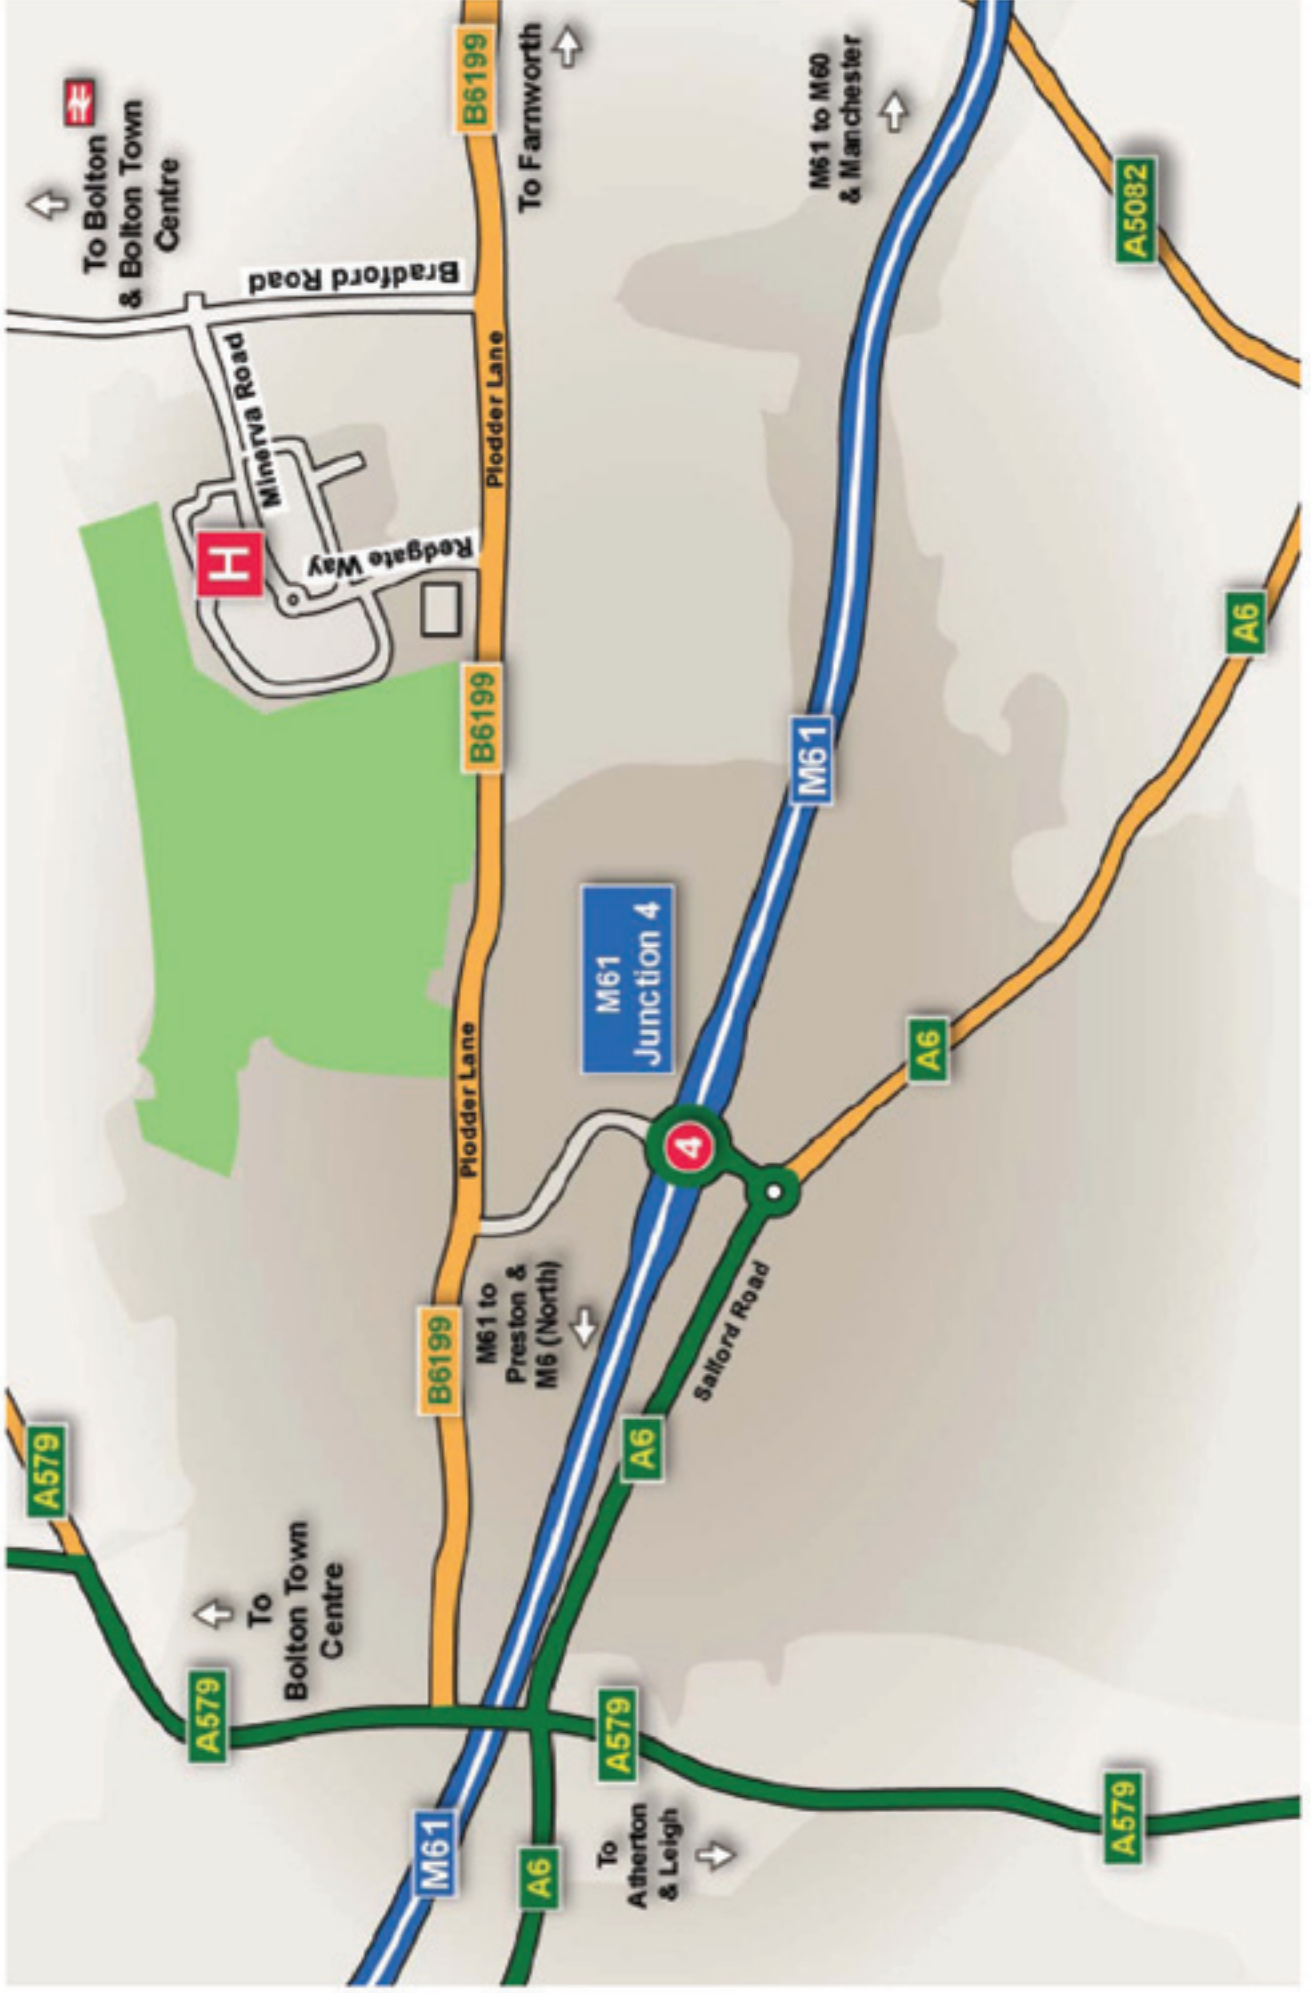 A579
To Bolton
& Bolton Town
Centre
A579
To
Bolton Town
Centre
H
Minerva Road
Bradford Road
Redgate Way
M61
B6199
Plodder Lane
B6199
Plodder Lane
B6199
M61 to
Preston &
M6 (North)
To Farnworth
A6
M61
Junction 4
To
Atherton
& Leigh
A579
A6
4
Salford Road
M61
M61 to M60
& Manchester
A6
A579
A5082
A6